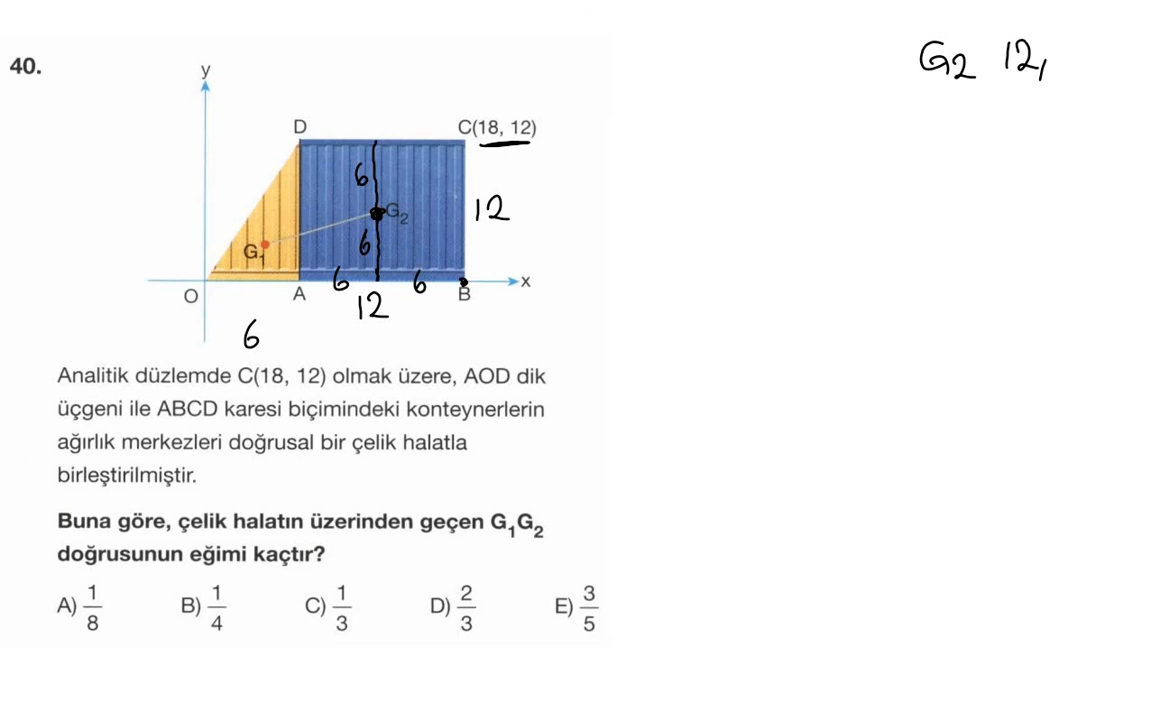 G2 12,
40.
y
D
C(18, 12)
6
12
G2
G1
6
O
A
6
6
B
x
12
6
Analitik düzlemde C(18, 12) olmak üzere, AOD dik
üçgeni ile ABCD karesi biçimindeki konteynerlerin
ağırlık merkezleri doğrusal bir çelik halatla
birleştirilmiştir.
Buna göre, çelik halatın üzerinden geçen G₁G₂
doğrusunun eğimi kaçtır?
A) 1/8 B) 1/4 C) 1/3 D) 2/3 E) 3/5